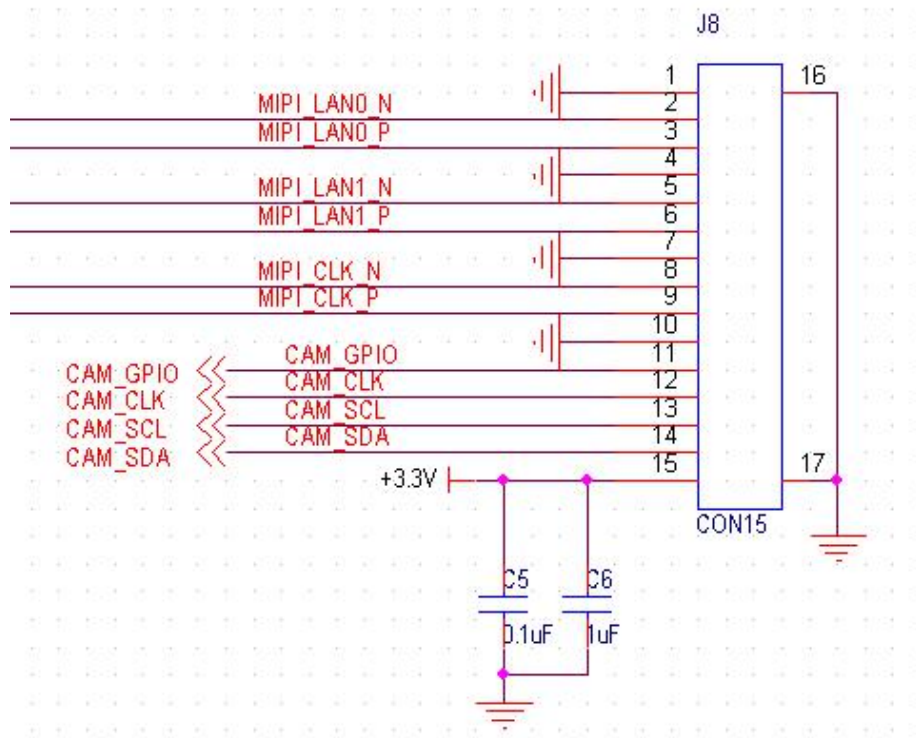 J8
1
16
MIPI_LAN0_N
2
MIPI_LAN0_P
3
4
MIPI_LAN1_N
5
MIPI_LAN1_P
6
7
MIPI_CLK_N
8
MIPI_CLK_P
9
10
CAM_GPIO
CAM_GPIO
11
CAM_CLK
CAM_CLK
12
CAM_SCL
CAM_SCL
13
CAM_SDA
CAM_SDA
14
+3.3V
15
17
CON15
C5
C6
0.1uF
1uF